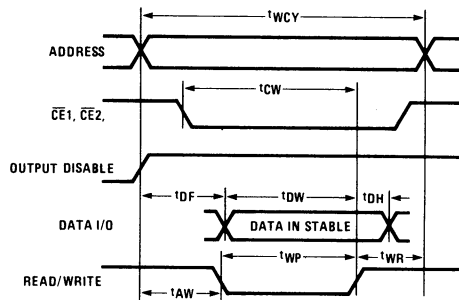 tWCY
ADDRESS
tCW
CE1, CE2,
OUTPUT DISABLE
tDF
tDW
tDH
DATA I/O
DATA IN STABLE
tWP
tWR
READ/WRITE
tAW